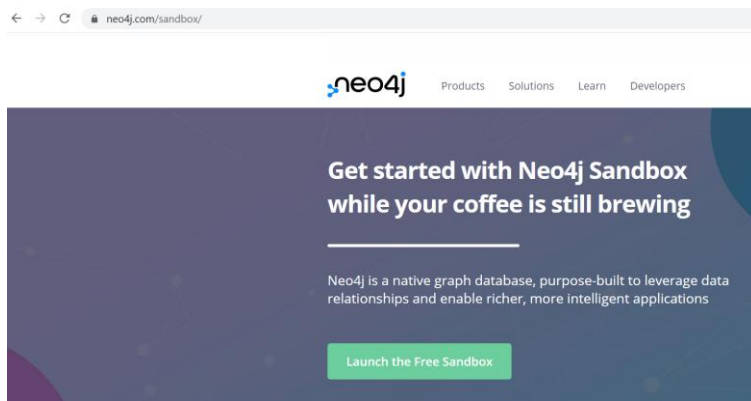 neo4j.com/sandbox/
neo4j Products Solutions Learn Developers
Get started with Neo4j Sandbox
while your coffee is still brewing
Neo4j is a native graph database, purpose-built to leverage data
relationships and enable richer, more intelligent applications
Launch the Free Sandbox